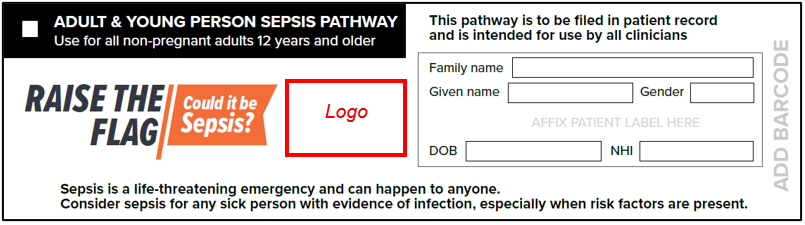 ADULT & YOUNG PERSON SEPSIS PATHWAY
Use for all non-pregnant adults 12 years and older
This pathway is to be filed in patient record
and is intended for use by all clinicians
RAISE THE
FLAG
Could it be
Sepsis?
Logo
Family name
Given name Gender
AFFIX PATIENT LABEL HERE
DOB NHI
ADD BARCODE
Sepsis is a life-threatening emergency and can happen to anyone.
Consider sepsis for any sick person with evidence of infection, especially when risk factors are present.